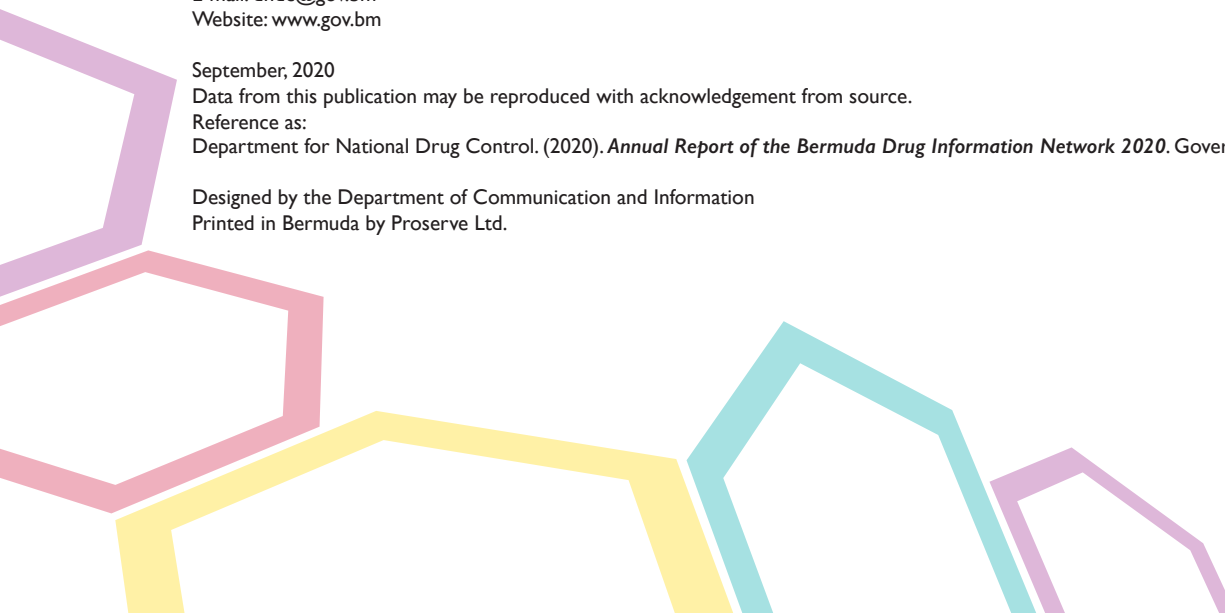 Website: www.gov.bm
September, 2020
Data from this publication may be reproduced with acknowledgement from source.
Reference as:
Department for National Drug Control. (2020). Annual Report of the Bermuda Drug Information Network 2020. Gover
Designed by the Department of Communication and Information
Printed in Bermuda by Proserve Ltd.